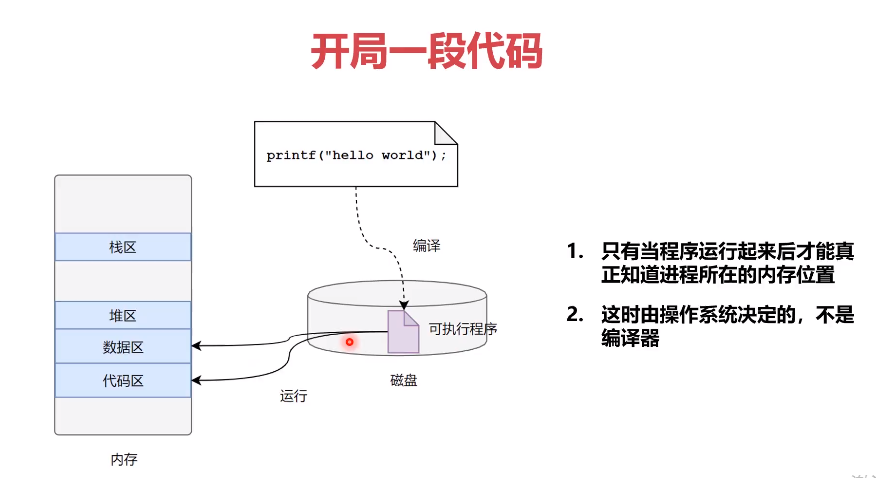 开局一段代码
printf("hello world");
编译
栈区
堆区
数据区
代码区
可执行程序
磁盘
运行
内存
1. 只有当程序运行起来后才能真
正知道进程所在的内存位置
2. 这时由操作系统决定的，不是
编译器